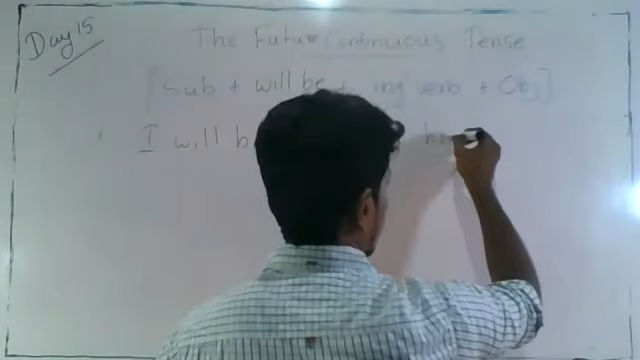 Day 15
The Future Continuous Tense
[Sub + will be + ing verb + Obj]
I will b